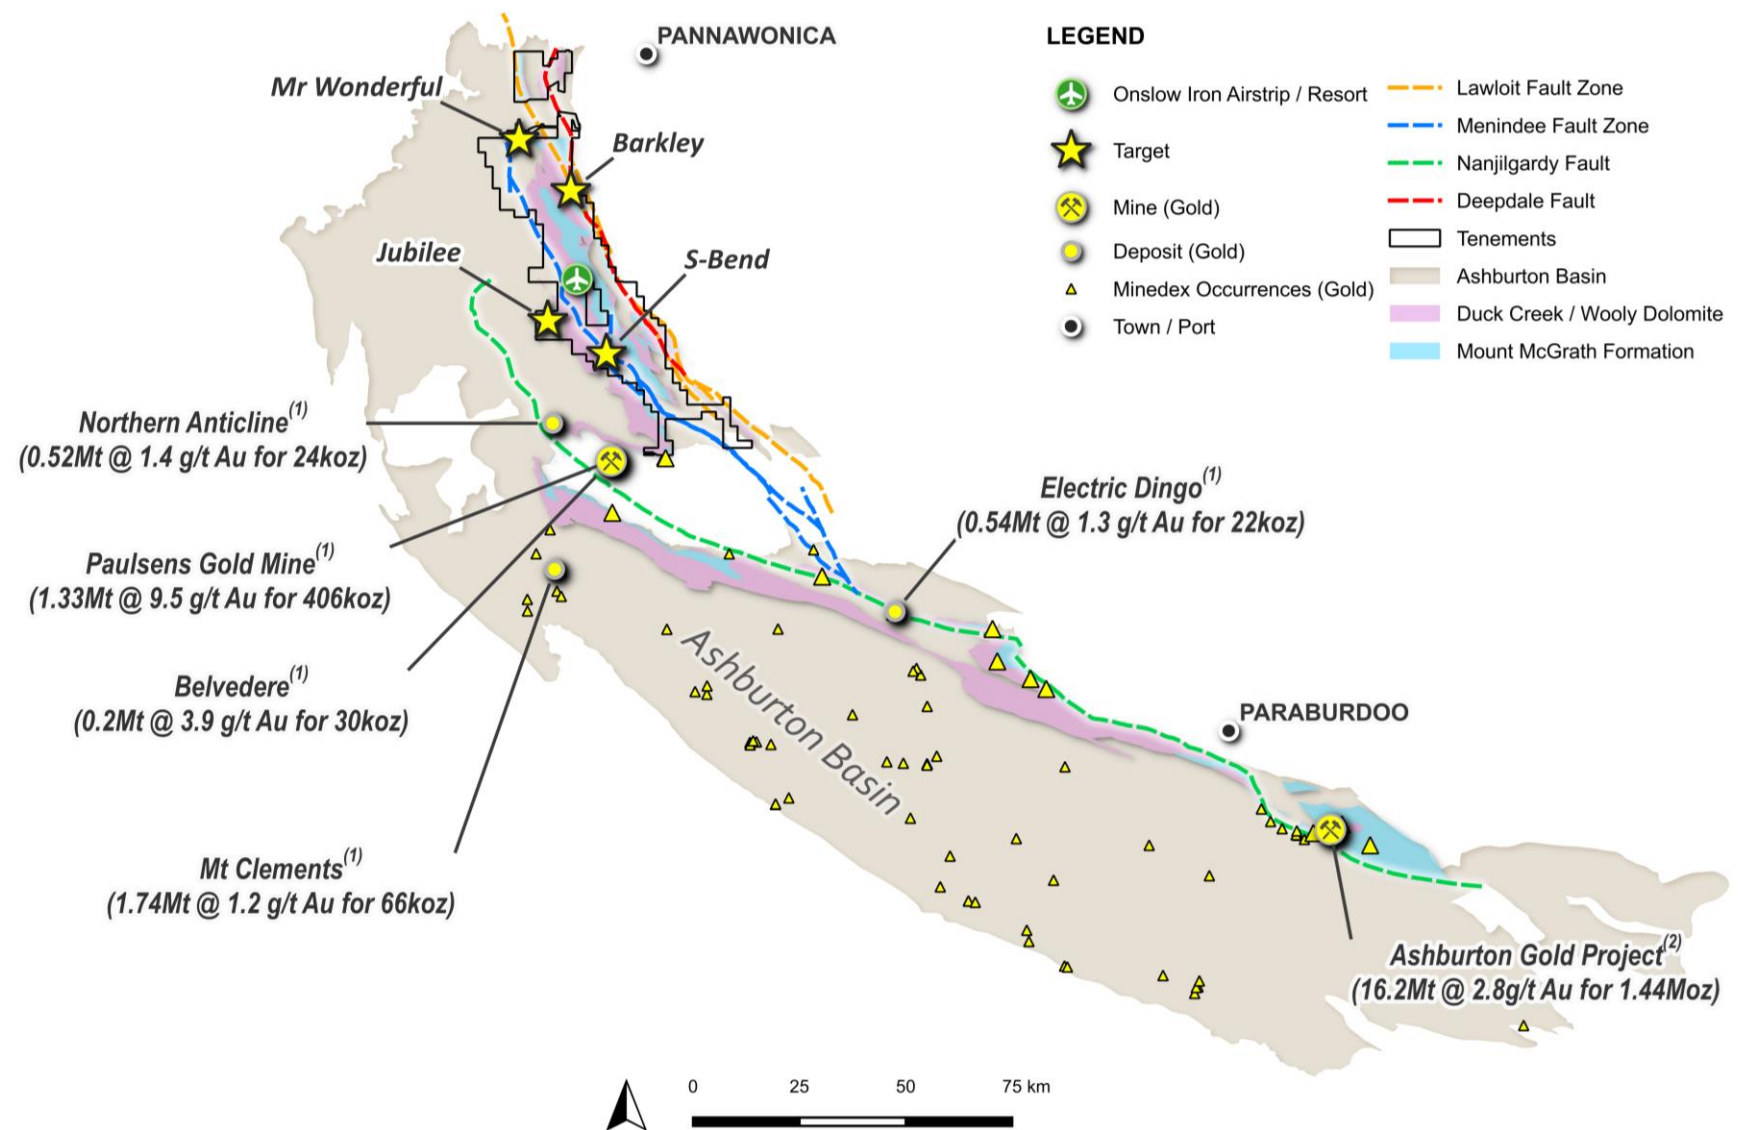 PANNAWONICA
Mr Wonderful
Barkley
Jubilee
S-Bend
LEGEND
Onslow Iron Airstrip / Resort
Target
Mine (Gold)
Deposit (Gold)
Minedex Occurrences (Gold)
Town / Port
Lawloit Fault Zone
Menindee Fault Zone
Nanjilgardy Fault
Deepdale Fault
Tenements
Ashburton Basin
Duck Creek / Wooly Dolomite
Mount McGrath Formation
Northern Anticline(1)
(0.52Mt @ 1.4 g/t Au for 24koz)
Electric Dingo(1)
(0.54Mt @ 1.3 g/t Au for 22koz)
Paulsens Gold Mine(1)
(1.33Mt @ 9.5 g/t Au for 406koz)
Belvedere(1)
(0.2Mt @ 3.9 g/t Au for 30koz)
Ashburton Basin
PARABURDOO
Mt Clements(1)
(1.74Mt @ 1.2 g/t Au for 66koz)
Ashburton Gold Project(2)
(16.2Mt @ 2.8g/t Au for 1.44Moz)
0 25 50 75 km